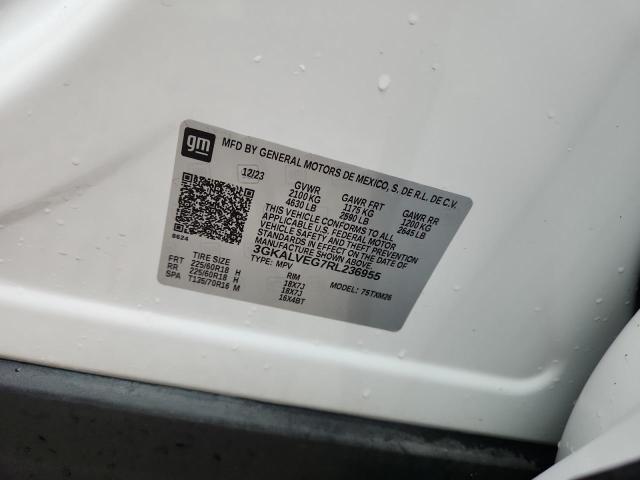 gm MFD BY GENERAL MOTORS DE MEXICO, S, DE R.L. DE C.V.
12/23 GVWR GAWR FRT GAWR RR
2100 KG 1175 KG 1200 KG
4630 LB 2590 LB 2645 LB
THIS VEHICLE CONFORMS TO ALL
APPLICABLE U.S. FEDERAL MOTOR
VEHICLE SAFETY AND THEFT PREVENTION
STANDARDS IN EFFECT ON THE DATE OF
MANUFACTURE SHOWN ABOVE.
3GKALVEG7RL236955
8624
TYPE: MPV MODEL: 7STXM26
TIRE SIZE RIM
FRT 225/60R18 H 18X7J
RR 225/60R18 H 18X7J
SPA T135/70R16 M 16X4BT